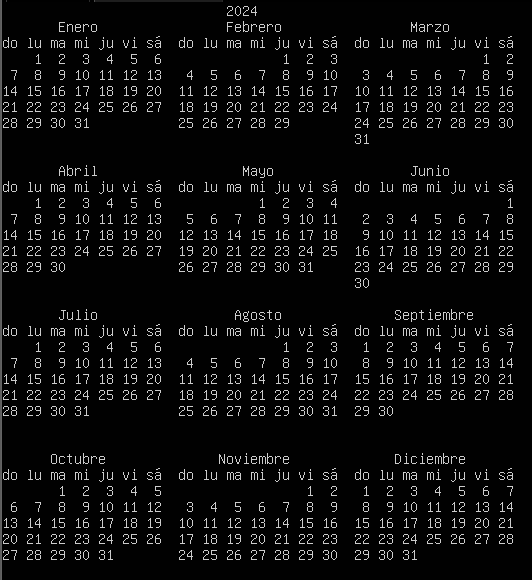 2024
Enero Febrero Marzo
do lu ma mi ju vi sá do lu ma mi ju vi sá do lu ma mi ju vi sá
1 2 3 4 5 6 1 2 3 1 2
7 8 9 10 11 12 13 4 5 6 7 8 9 10 3 4 5 6 7 8 9
14 15 16 17 18 19 20 11 12 13 14 15 16 17 10 11 12 13 14 15 16
21 22 23 24 25 26 27 18 19 20 21 22 23 24 17 18 19 20 21 22 23
28 29 30 31 25 26 27 28 29 24 25 26 27 28 29 30
31
Abril Mayo Junio
do lu ma mi ju vi sá do lu ma mi ju vi sá do lu ma mi ju vi sá
1 2 3 4 5 6 1 2 3 4 1
7 8 9 10 11 12 13 5 6 7 8 9 10 11 2 3 4 5 6 7 8
14 15 16 17 18 19 20 12 13 14 15 16 17 18 9 10 11 12 13 14 15
21 22 23 24 25 26 27 19 20 21 22 23 24 25 16 17 18 19 20 21 22
28 29 30 26 27 28 29 30 31 23 24 25 26 27 28 29
30
Julio Agosto Septiembre
do lu ma mi ju vi sá do lu ma mi ju vi sá do lu ma mi ju vi sá
1 2 3 4 5 6 1 2 3 1 2 3 4 5 6 7
7 8 9 10 11 12 13 4 5 6 7 8 9 10 8 9 10 11 12 13 14
14 15 16 17 18 19 20 11 12 13 14 15 16 17 15 16 17 18 19 20 21
21 22 23 24 25 26 27 18 19 20 21 22 23 24 22 23 24 25 26 27 28
28 29 30 31 25 26 27 28 29 30 31 29 30
Octubre Noviembre Diciembre
do lu ma mi ju vi sá do lu ma mi ju vi sá do lu ma mi ju vi sá
1 2 3 4 5 1 2 1 2 3 4 5 6 7
6 7 8 9 10 11 12 3 4 5 6 7 8 9 8 9 10 11 12 13 14
13 14 15 16 17 18 19 10 11 12 13 14 15 16 15 16 17 18 19 20 21
20 21 22 23 24 25 26 17 18 19 20 21 22 23 22 23 24 25 26 27 28
27 28 29 30 31 24 25 26 27 28 29 30 29 30 31